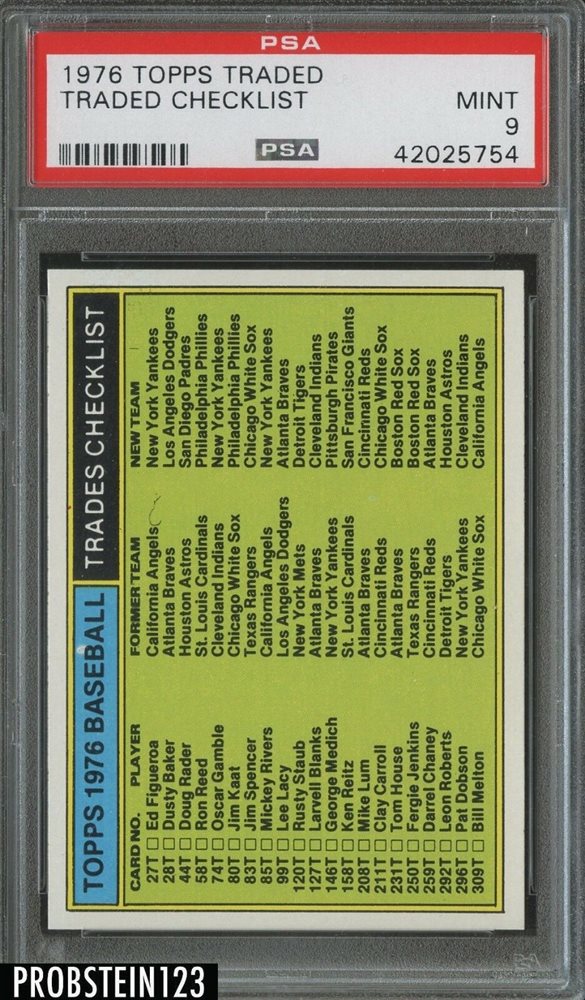 PSA
1976 TOPPS TRADED
TRADED CHECKLIST MINT
9
PSA 42025754
TOPPS 1976 BASEBALL TRADES CHECKLIST
CARD NO. PLAYER FORMER TEAM NEW TEAM
27T Ed Figueroa California Angels New York Yankees
28T Dusty Baker Atlanta Braves Los Angeles Dodgers
44T Doug Rader Houston Astros San Diego Padres
58T Ron Reed St. Louis Cardinals Philadelphia Phillies
74T Oscar Gamble Cleveland Indians New York Yankees
80T Jim Kaat Chicago White Sox Philadelphia Phillies
83T Jim Spencer Texas Rangers Chicago White Sox
85T Mickey Rivers California Angels New York Yankees
99T Lee Lacy Los Angeles Dodgers Atlanta Braves
120T Rusty Staub New York Mets Detroit Tigers
127T Larvell Blanks Atlanta Braves Cleveland Indians
146T George Medich New York Yankees Pittsburgh Pirates
158T Ken Reitz St. Louis Cardinals San Francisco Giants
208T Mike Lum Atlanta Braves Cincinnati Reds
211T Clay Carroll Cincinnati Reds Chicago White Sox
231T Tom House Atlanta Braves Boston Red Sox
250T Fergie Jenkins Texas Rangers Boston Red Sox
259T Darrel Chaney Cincinnati Reds Atlanta Braves
292T Leon Roberts Detroit Tigers Houston Astros
296T Pat Dobson New York Yankees Cleveland Indians
309T Bill Melton Chicago White Sox California Angels
PSA
PROBSTEIN123